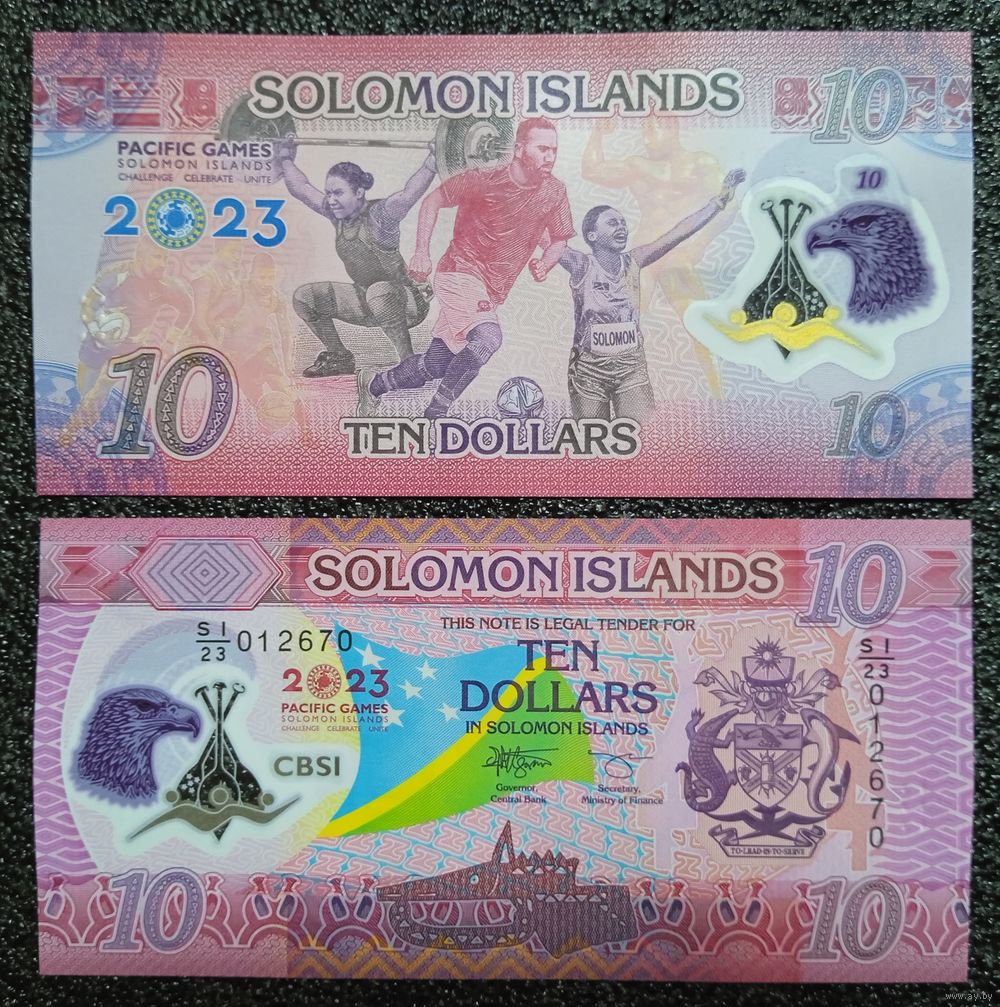 SOLOMON ISLANDS
10
PACIFIC GAMES
SOLOMON ISLANDS
CHALLENGE CELEBRATE UNITE
2023
10
SOLOMON
10
TEN DOLLARS
10
SOLOMON ISLANDS
10
THIS NOTE IS LEGAL TENDER FOR
S I
23
012670
TEN
DOLLARS
IN SOLOMON ISLANDS
S I
23
012670
2023
PACIFIC GAMES
SOLOMON ISLANDS
CHALLENGE CELEBRATE UNITE
CBSI
Governor,
Central Bank
Secretary,
Ministry of Finance
TO·LEAD·IS·TO·SERVE
10
10
www.ay.by